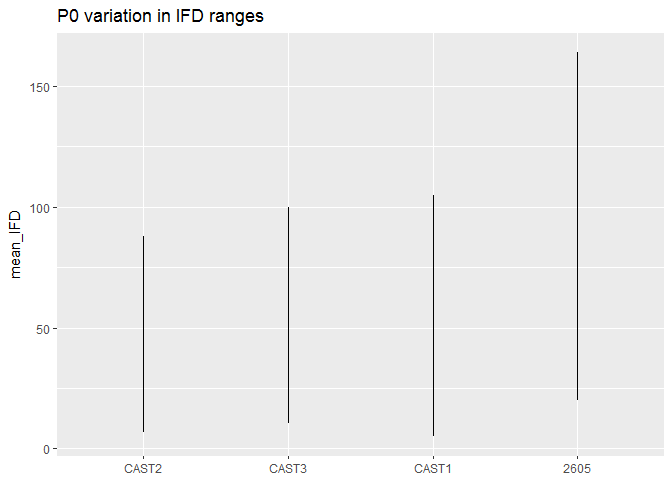 P0 variation in IFD ranges
mean_IFD
150
100
50
0
CAST2 CAST3 CAST1 2605